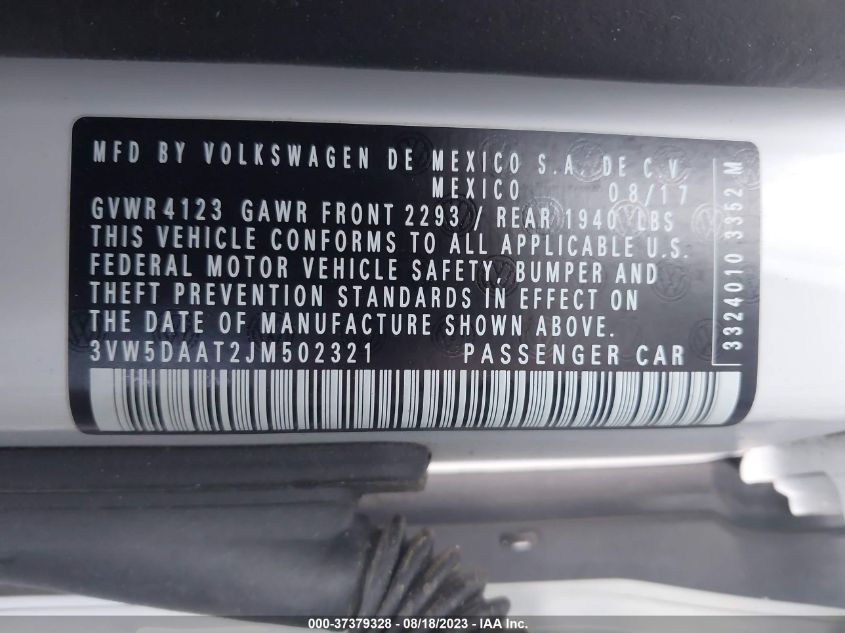 MFD BY VOLKSWAGEN DE MEXICO S.A. DE C.V.
MEXICO 08/17
GVWR 4123 GAWR FRONT 2293 / REAR 1940 LBS
THIS VEHICLE CONFORMS TO ALL APPLICABLE U.S.
FEDERAL MOTOR VEHICLE SAFETY, BUMPER AND
THEFT PREVENTION STANDARDS IN EFFECT ON
THE DATE OF MANUFACTURE SHOWN ABOVE.
3VW5DAAT2JM502321 PASSENGER CAR
3324010 3352 M
000-37379328 - 08/18/2023 - IAA Inc.